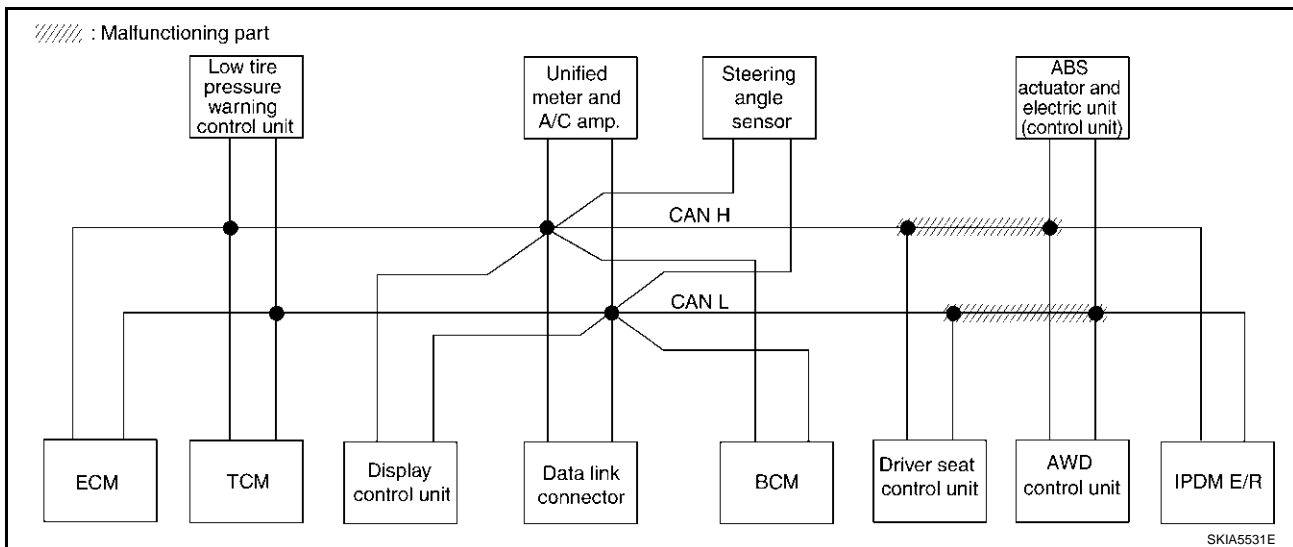 : Malfunctioning part
Low tire
pressure
warning
control unit
Unified
meter and
A/C amp.
Steering
angle
sensor
ABS
actuator and
electric unit
(control unit)
CAN H
CAN L
ECM
TCM
Display
control unit
Data link
connector
BCM
Driver seat
control unit
AWD
control unit
IPDM E/R
SKIA5531E